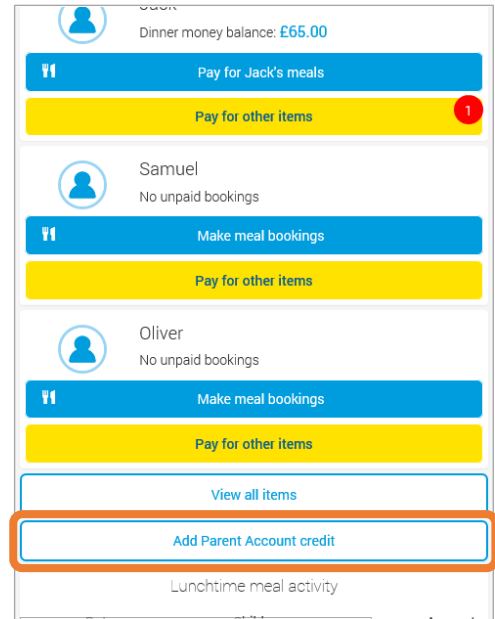 Jack
Dinner money balance: £65.00
Pay for Jack's meals
Pay for other items
1
Samuel
No unpaid bookings
Make meal bookings
Pay for other items
Oliver
No unpaid bookings
Make meal bookings
Pay for other items
View all items
Add Parent Account credit
Lunchtime meal activity